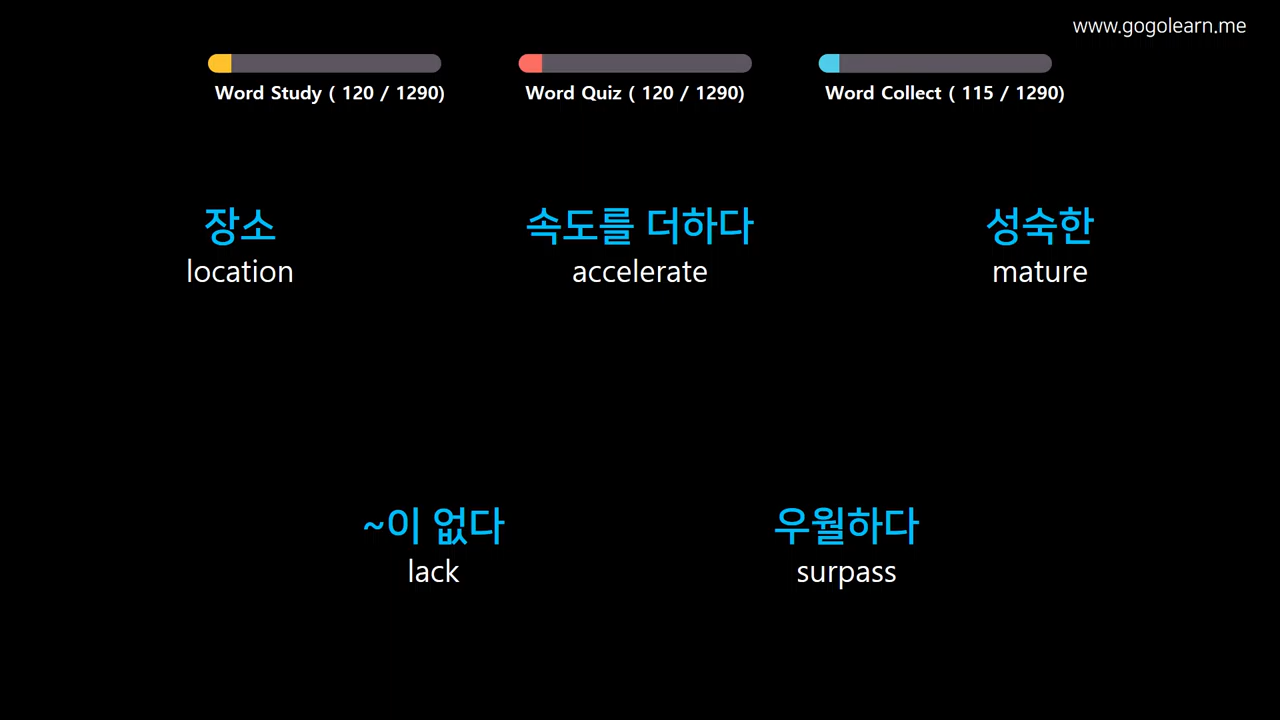 www.gogolearn.me
Word Study ( 120 / 1290)
Word Quiz ( 120 / 1290)
Word Collect ( 115 / 1290)
장소
location
속도를 더하다
accelerate
성숙한
mature
~이 없다
lack
우월하다
surpass